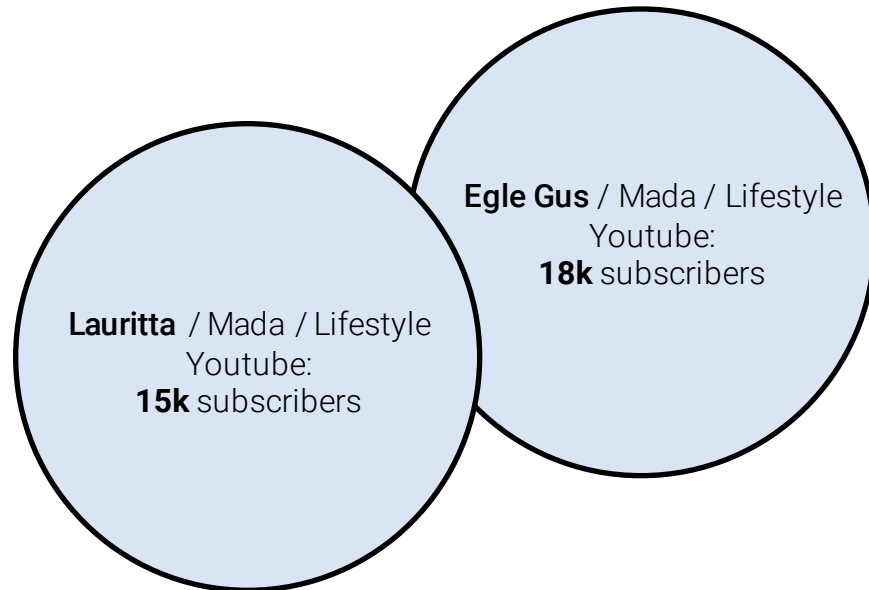 Egle Gus / Mada / Lifestyle
Youtube:
18k subscribers
Lauritta / Mada / Lifestyle
Youtube:
15k subscribers